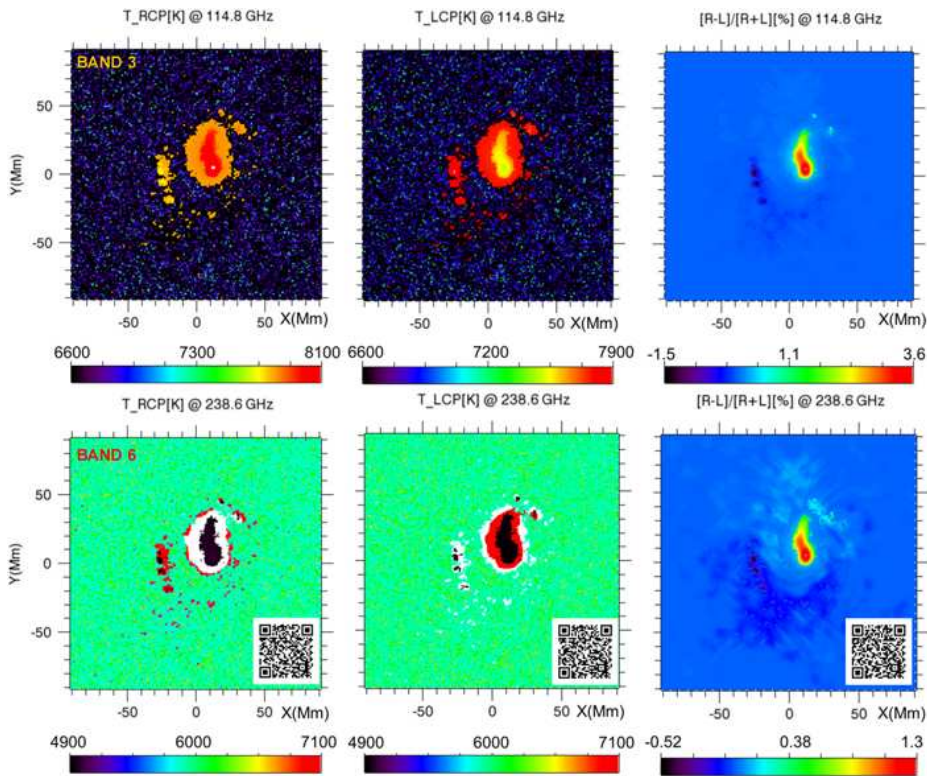 T_RCP[K] @ 114.8 GHz
T_LCP[K] @ 114.8 GHz
[R-L]/[R+L][%] @ 114.8 GHz
BAND 3
50
0
-50
Y(Mm)
-50 0 50
X(Mm)
-50 0 50
X(Mm)
-50 0 50
X(Mm)
6600 7300 8100
6600 7200 7900
-1.5 1.1 3.6
T_RCP[K] @ 238.6 GHz
T_LCP[K] @ 238.6 GHz
[R-L]/[R+L][%] @ 238.6 GHz
BAND 6
50
0
-50
Y(Mm)
-50 0 50 X(Mm)
-50 0 50 X(Mm)
-50 0 50 X(Mm)
4900 6000 7100
4900 6000 7100
-0.52 0.38 1.3